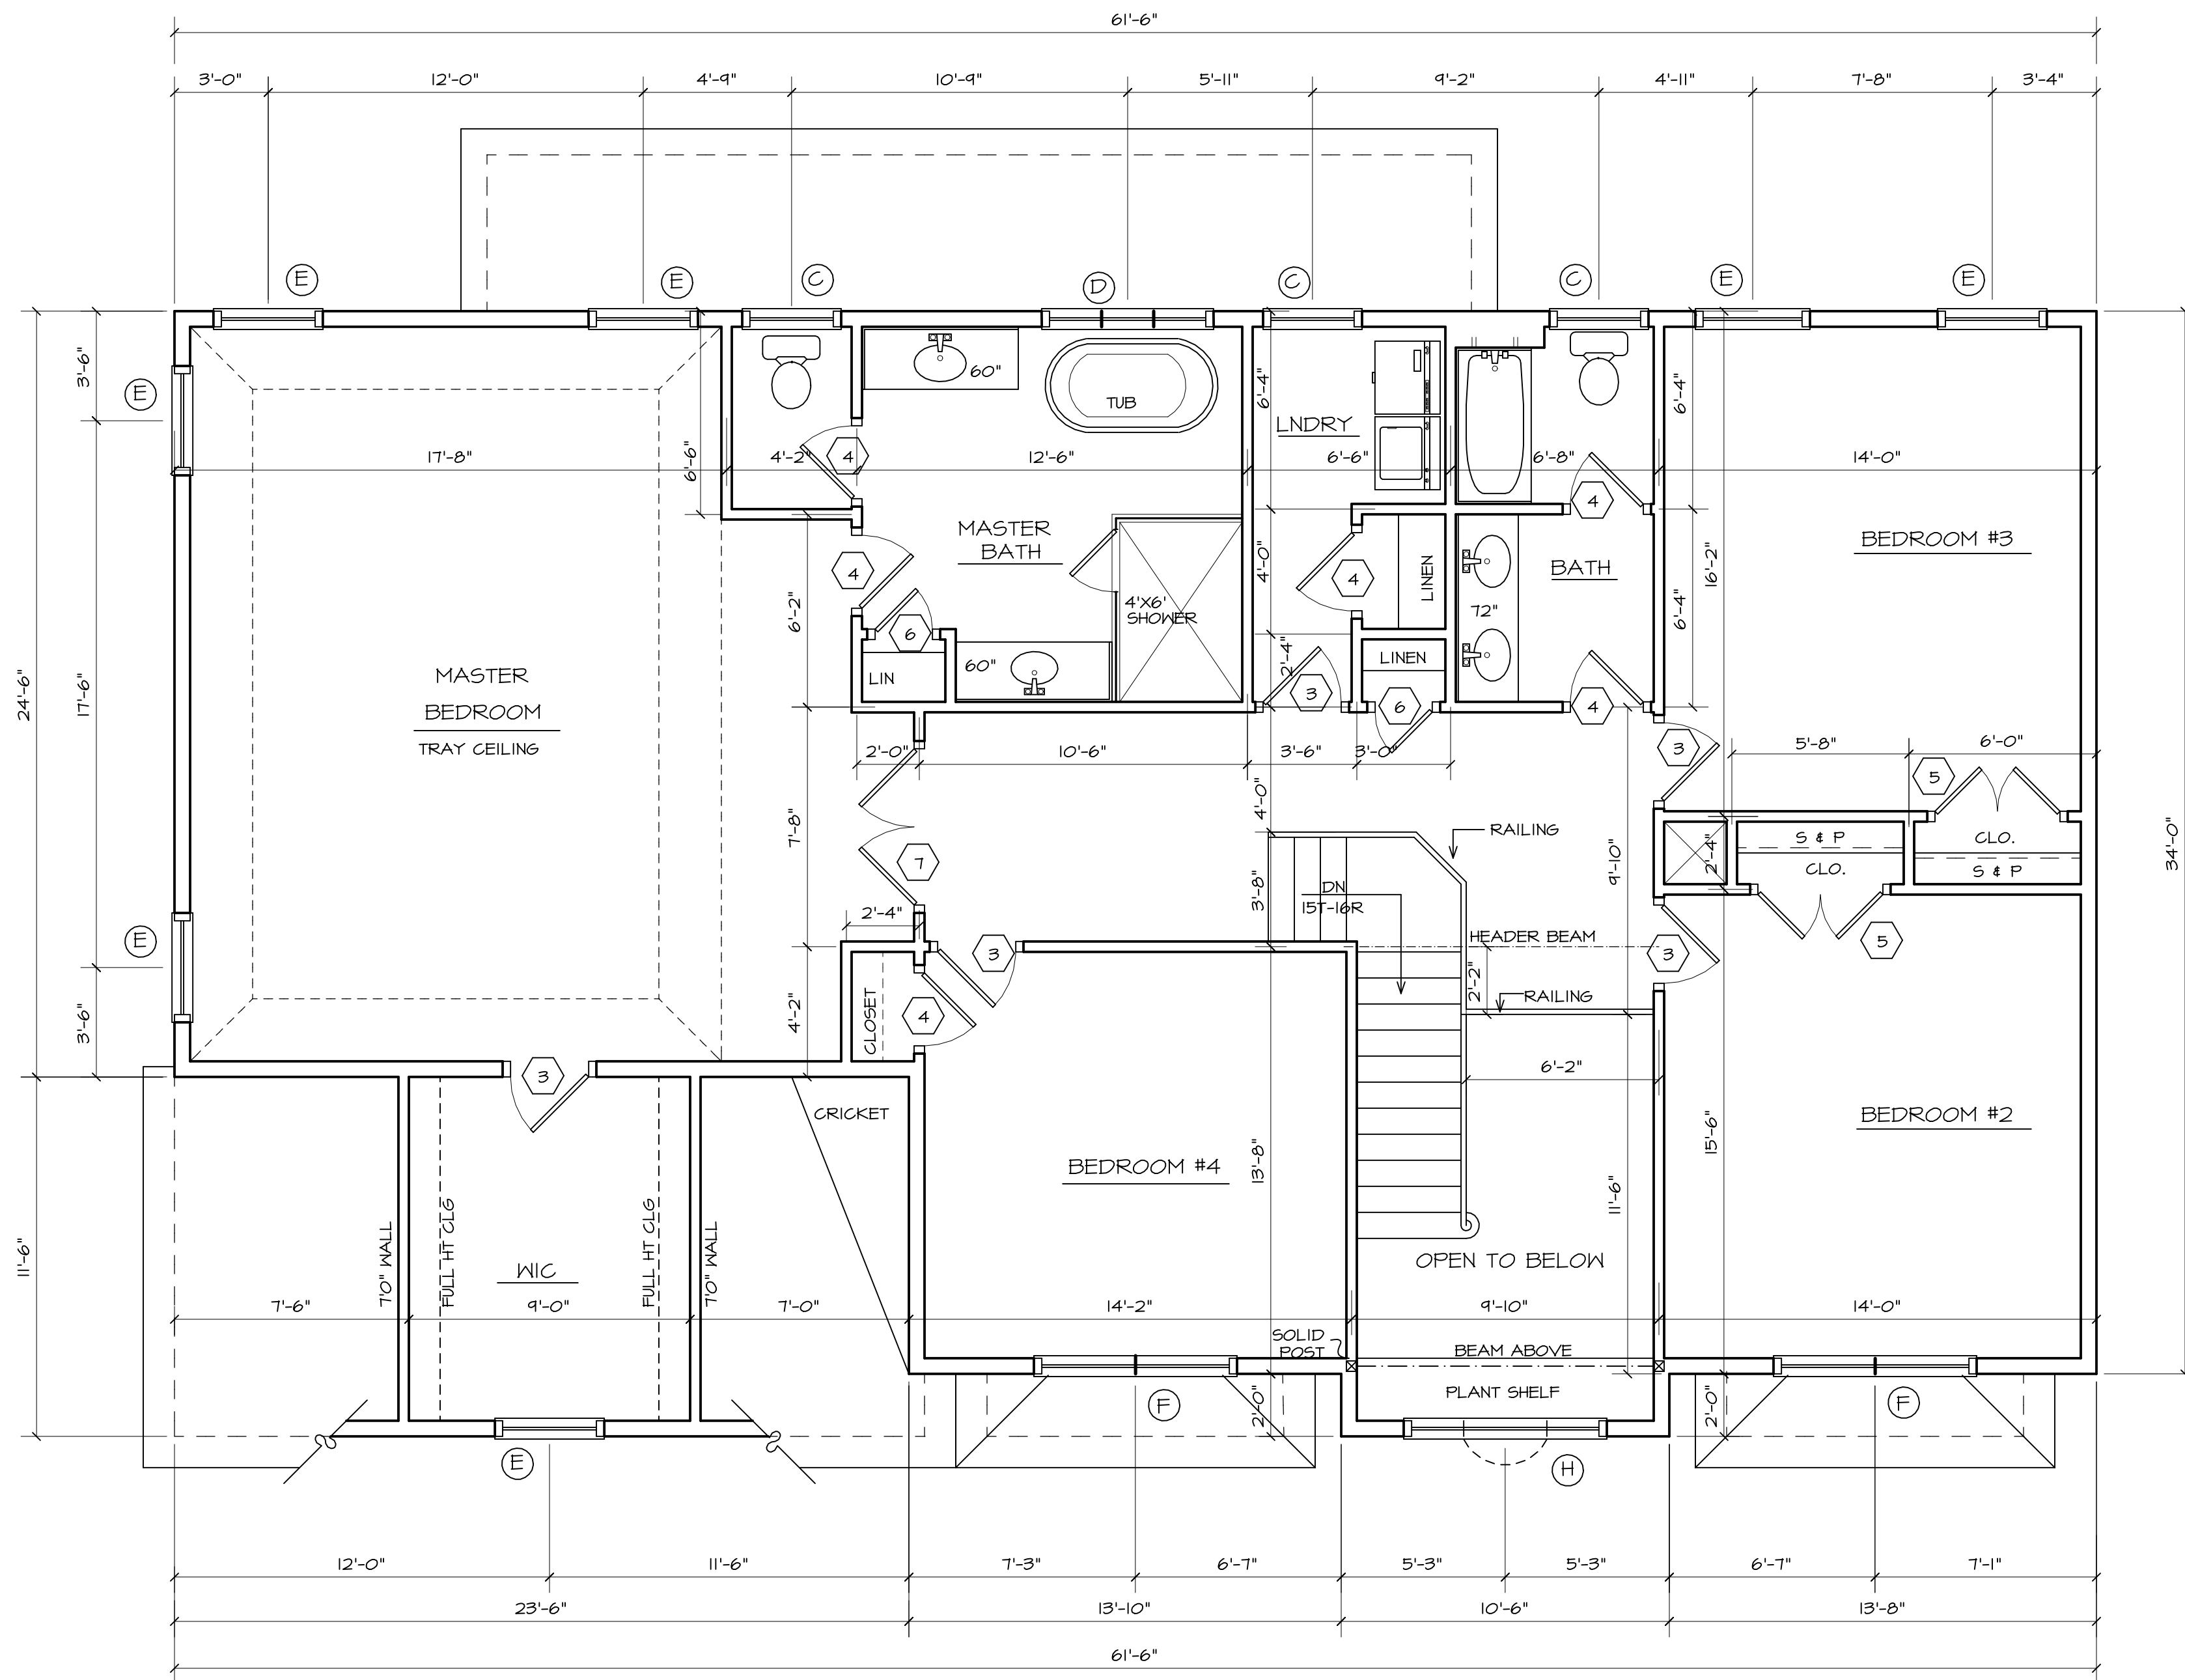 61'-6"
3'-0" 12'-0" 4'-9" 10'-9" 5'-11" 9'-2" 4'-11" 7'-8" 3'-4"
E E C D C C E E
3'-6"
E
60"
TUB
6'-4"
LNDRY
6'-4"
17'-8" 6'-6" 4'-2" 4 12'-6" 6'-6" 6'-8" 14'-0"
4
MASTER
BATH
BEDROOM #3
4 4'-0" 4 LINEN BATH 16'-2"
4'X6'
SHOWER
72"
6'-2" 6 6'-4"
24'-6" 17'-6"
MASTER
BEDROOM
TRAY CEILING
LIN 60" 2'-4" 3 LINEN 6 4
2'-0" 10'-6" 3'-6" 3'-0" 3 5'-8" 6'-0"
5
4'-0"
7'-8" 7 RAILING
S & P CLO.
CLO. S & P
2'-4"
9'-10"
34'-0"
2'-4" 3'-8" DN
15T-16R
E 3 HEADER BEAM 3 5
2'-2"
RAILING
3'-6" 4'-2" CLOSET 4
3 6'-2"
CRICKET
BEDROOM #4 13'-8" 15'-6" BEDROOM #2
11'-6"
11'-6" 7'0" WALL FULL HT CLG WIC FULL HT CLG 7'0" WALL
OPEN TO BELOW
7'-6" 9'-0" 7'-0" 14'-2" 9'-10" 14'-0"
SOLID
POST
BEAM ABOVE
PLANT SHELF
F 2'-0" 2'-0" F
E H
12'-0" 11'-6" 7'-3" 6'-7" 5'-3" 5'-3" 6'-7" 7'-1"
23'-6" 13'-10" 10'-6" 13'-8"
61'-6"